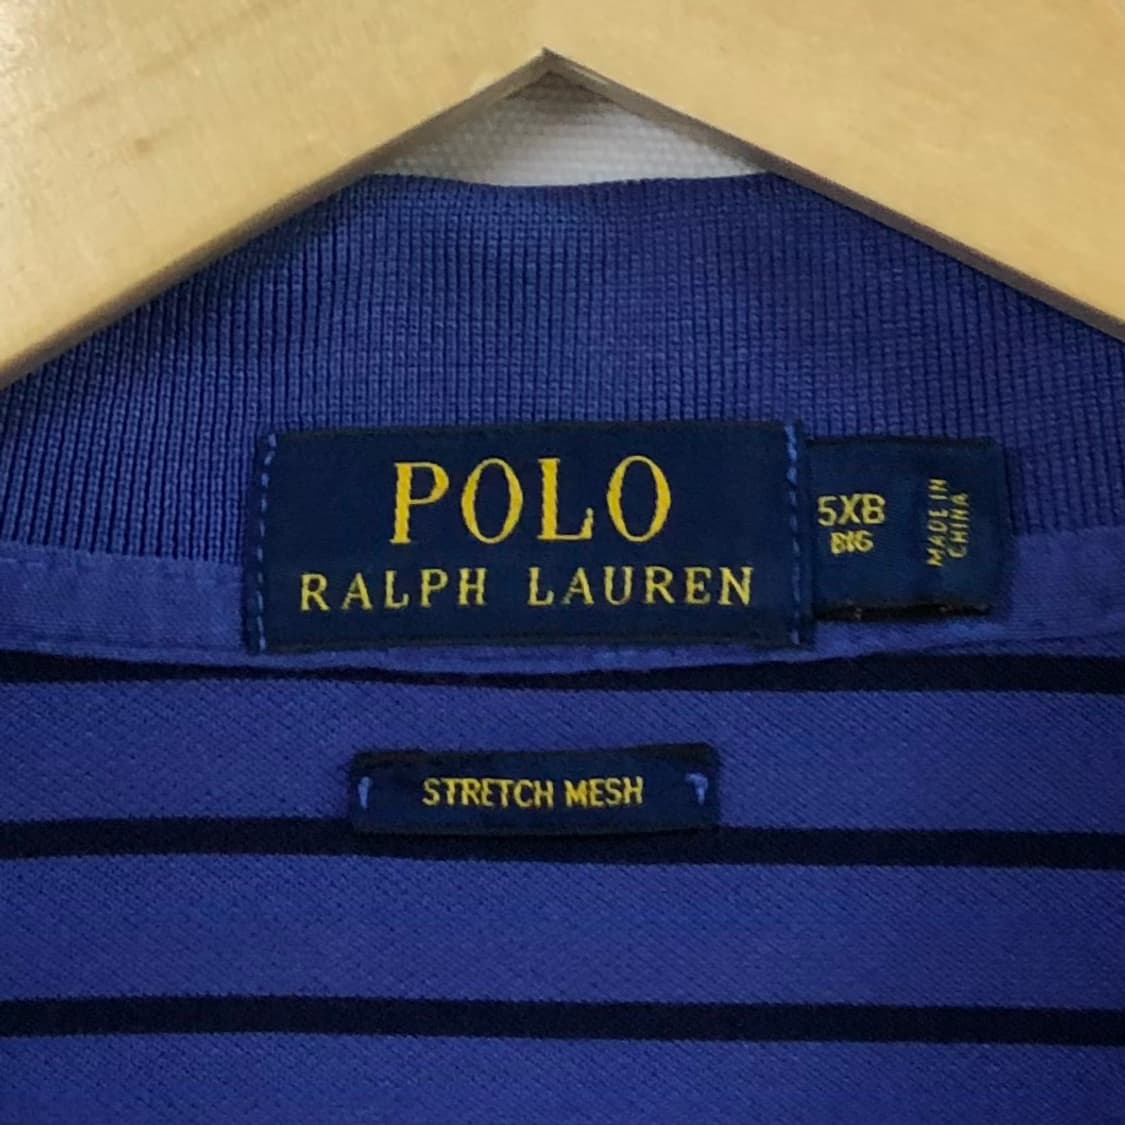 POLO
RALPH LAUREN
5XB
BIG
MADE IN
CHINA
STRETCH MESH